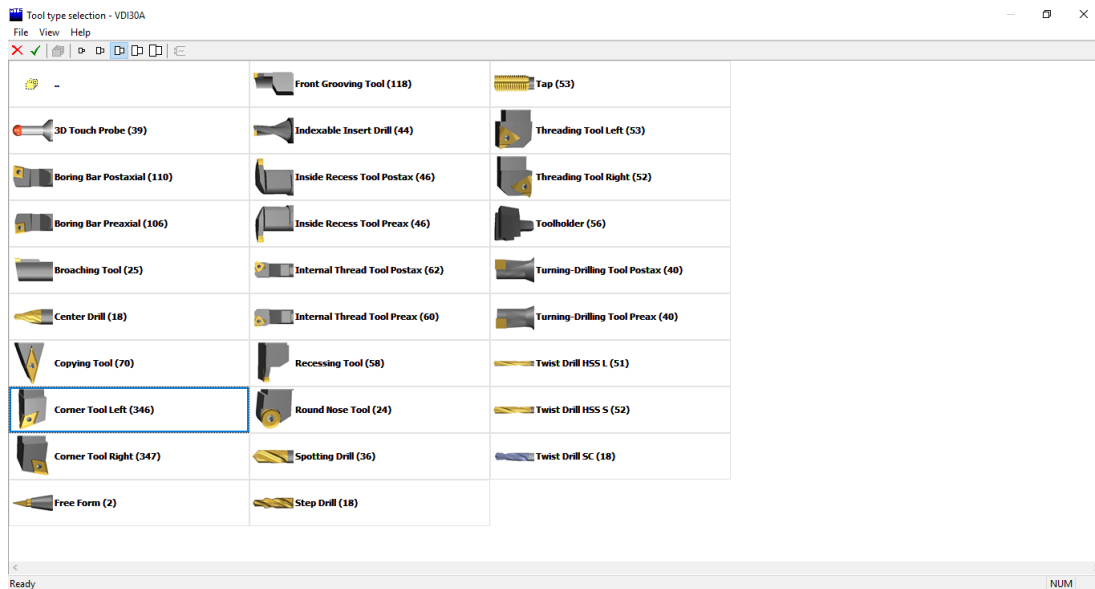 MTS
Tool type selection - VDI30A
File View Help
..
3D Touch Probe (39)
Boring Bar Postaxial (110)
Boring Bar Preaxial (106)
Broaching Tool (25)
Center Drill (18)
Copying Tool (70)
Corner Tool Left (346)
Corner Tool Right (347)
Free Form (2)
Front Grooving Tool (118)
Indexable Insert Drill (44)
Inside Recess Tool Postax (46)
Inside Recess Tool Preax (46)
Internal Thread Tool Postax (62)
Internal Thread Tool Preax (60)
Recessing Tool (58)
Round Nose Tool (24)
Spotting Drill (36)
Step Drill (18)
Tap (53)
Threading Tool Left (53)
Threading Tool Right (52)
Toolholder (56)
Turning-Drilling Tool Postax (40)
Turning-Drilling Tool Preax (40)
Twist Drill HSS L (51)
Twist Drill HSS S (52)
Twist Drill SC (18)
Ready
NUM